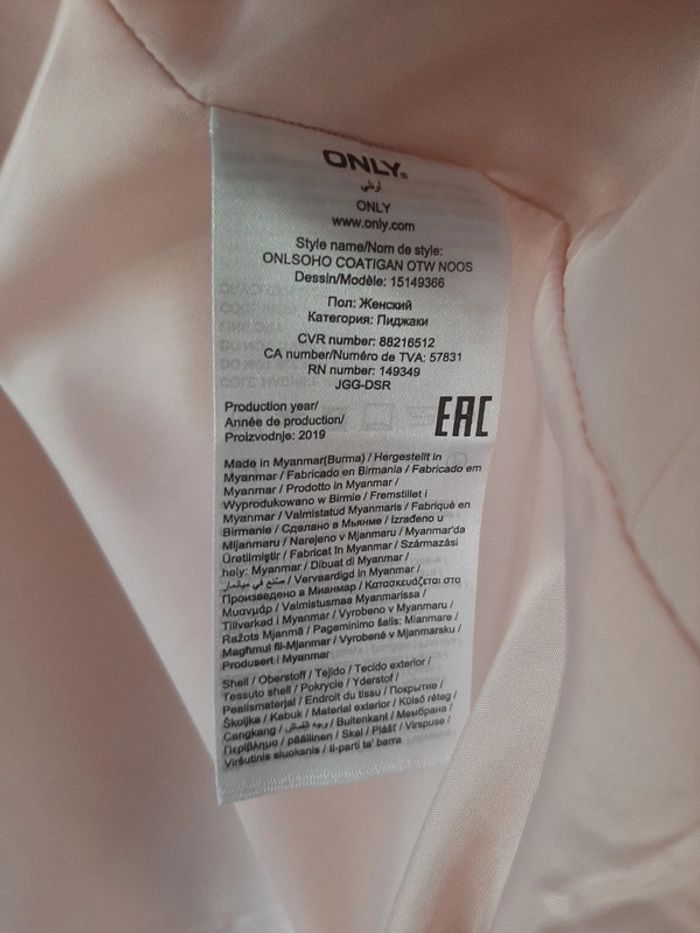 ONLY®
أونلي
ONLY
www.only.com
Style name/Nom de style:
ONLSOHO COATIGAN OTW NOOS
Dessin/Modèle: 15149366
Пол: Женский
Категория: Пиджаки
CVR number: 88216512
CA number/Numéro de TVA: 57831
RN number: 149349
JGG-DSR
Production year/
Année de production/
Proizvodnje: 2019
EAC
Made in Myanmar(Burma) / Hergestellt in
Myanmar / Fabricado en Birmania / Fabricado em
Myanmar / Prodotto in Myanmar /
Wyprodukowano w Birmie / Fremstillet i
Myanmar / Valmistatud Myanmaris / Fabriqué en
Birmanie / Сделано в Мьянме / Izrađeno u
Mijanmaru / Narejeno v Mjanmaru / Myanmar'da
Üretilmiştir / Fabricat în Myanmar / Származási
hely: Myanmar / Dibuat di Myanmar /
صنع في ميانمار / Vervaardigd in Myanmar /
Произведено в Мианмар / Κατασκευάζεται στο
Μιανμάρ / Valmistusmaa Myanmarissa /
Tillverkad i Myanmar / Vyrobeno v Myanmaru /
Ražots Mjanmā / Pagaminimo šalis: Mianmare /
Magħmul fil-Mjanmar / Vyrobené v Mjanmarsku /
Produsert i Myanmar
Shell / Oberstoff / Tejido / Tecido exterior /
Tessuto shell / Pokrycie / Yderstof /
Pealismaterjal / Endroit du tissu / Покрытие /
Školjka / Kabuk / Material exterior / Külső réteg /
Cangkang / وجه القماش / Buitenkant / Мембрана /
Περίβλημα / päällinen / Skal / Plášť / Virspuse /
Viršutinis sluoksnis / il-parti ta' barra